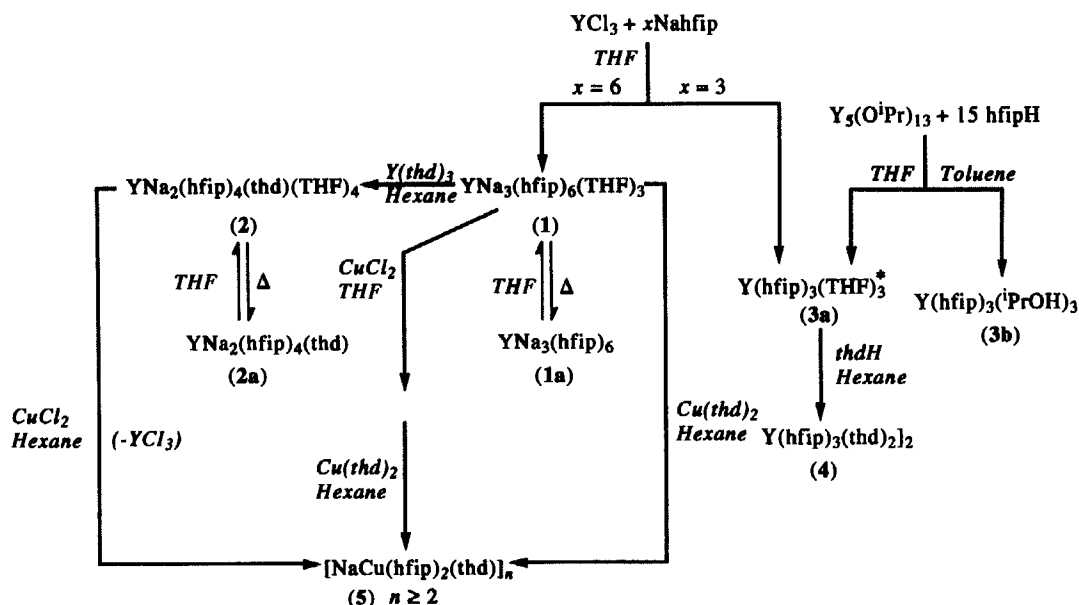 YCl3 + xNahfip
THF
x = 6 x = 3
Y5(OiPr)13 + 15 hfipH
THF Toluene
YNa2(hfip)4(thd)(THF)4
Y(thd)3
Hexane
YNa3(hfip)6(THF)3
(2)
(1)
CuCl2
THF
THF Δ
THF Δ
YNa2(hfip)4(thd)
(2a)
YNa3(hfip)6
(1a)
Y(hfip)3(THF)3*
(3a)
Y(hfip)3(iPrOH)3
(3b)
thdH
Hexane
CuCl2
Hexane
(-YCl3)
Cu(thd)2
Hexane
Cu(thd)2
Hexane
Y(hfip)3(thd)2]2
(4)
[NaCu(hfip)2(thd)]n
(5) n ≥ 2